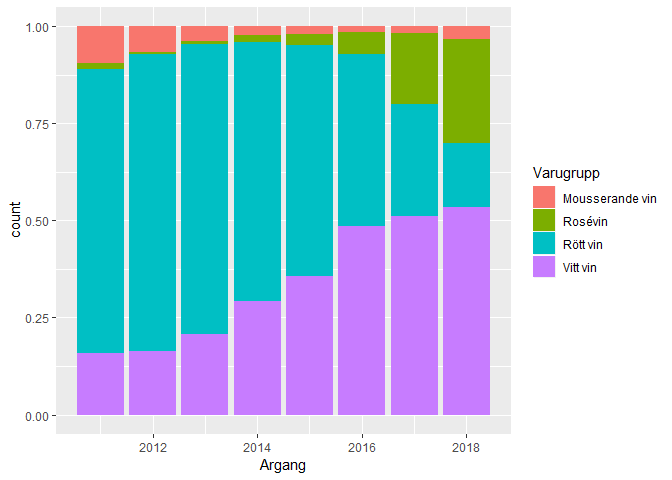 1.00
0.75
0.50
0.25
0.00
count
2012 2014 2016 2018
Argang
Varugrupp
Mousserande vin
Rosévin
Rött vin
Vitt vin